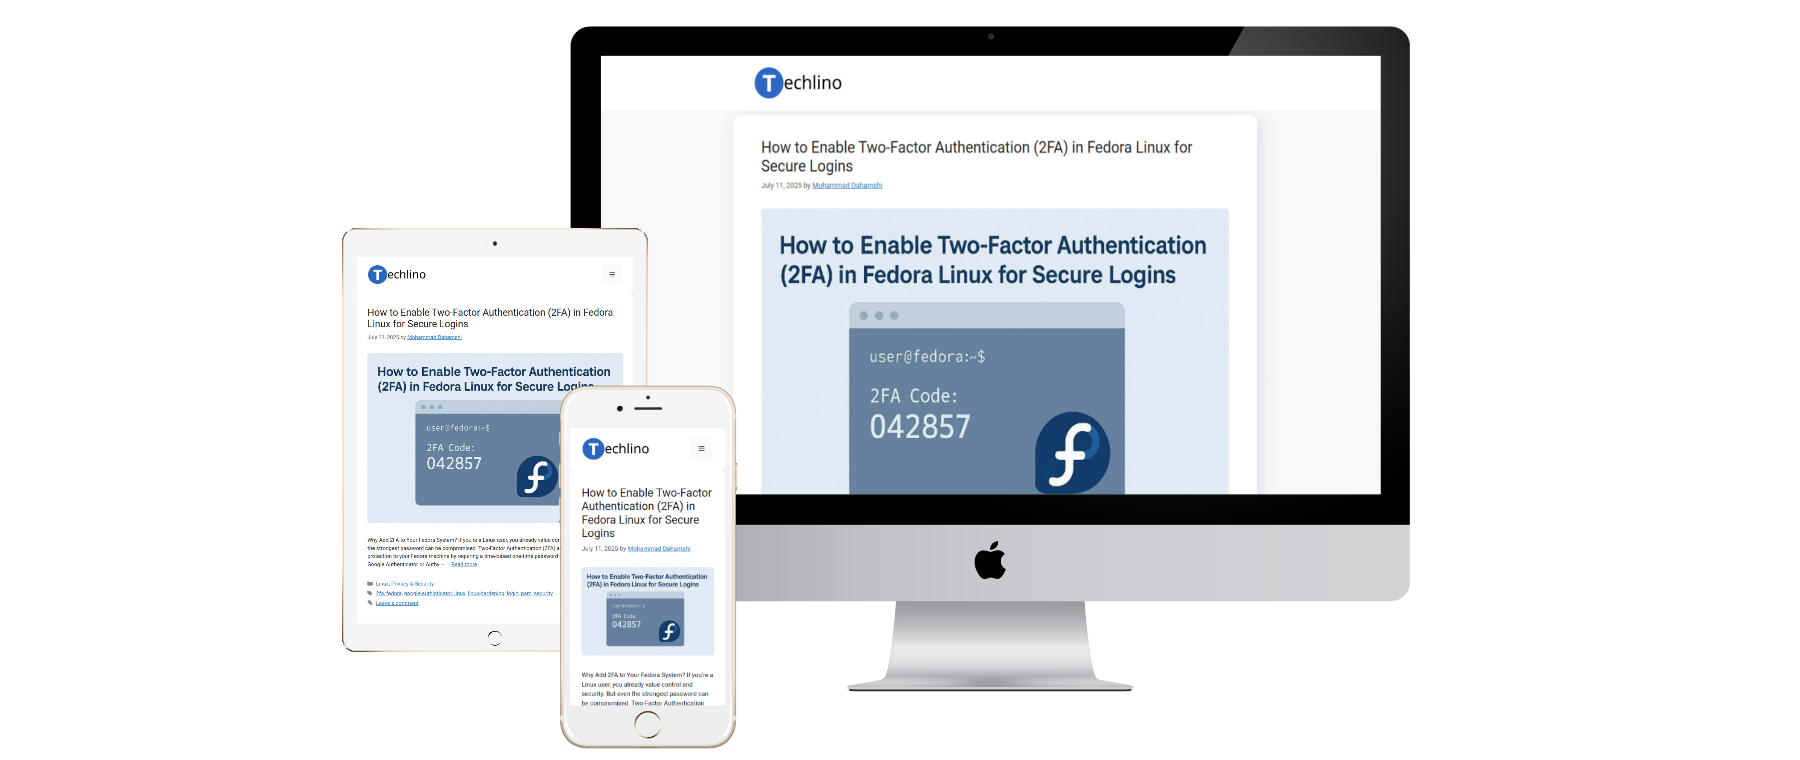 Techlino
How to Enable Two-Factor Authentication (2FA) in Fedora Linux for
Secure Logins
July 11, 2025 by Mohammad Dahamshi
How to Enable Two-Factor Authentication
(2FA) in Fedora Linux for Secure Logins
user@fedora:~$
2FA Code:
042857
Techlino
≡
How to Enable Two-Factor Authentication (2FA) in Fedora
Linux for Secure Logins
July 11, 2025 by Mohammad Dahamshi
How to Enable Two-Factor Authentication
(2FA) in Fedora Linux for Secure Logins
user@fedora:~$
2FA Code:
042857
Why Add 2FA to Your Fedora System? If you're a Linux user, you already value con
the strongest password can be compromised. Two-Factor Authentication (2FA) a
protection to your Fedora machine by requiring a time-based one-time password
Google Authenticator or Authy — … Read more
Linux, Privacy & Security
2fa, fedora, google-authinticator, linux, linux-hardening, login, pam, security
Leave a comment
Techlino
≡
How to Enable Two-Factor
Authentication (2FA) in
Fedora Linux for Secure
Logins
July 11, 2025 by Mohammad Dahamshi
How to Enable Two-Factor Authentication
(2FA) in Fedora Linux for Secure Logins
user@fedora:~$
2FA Code:
042857
Why Add 2FA to Your Fedora System? If you're a
Linux user, you already value control and
security. But even the strongest password can
be compromised. Two-Factor Authentication